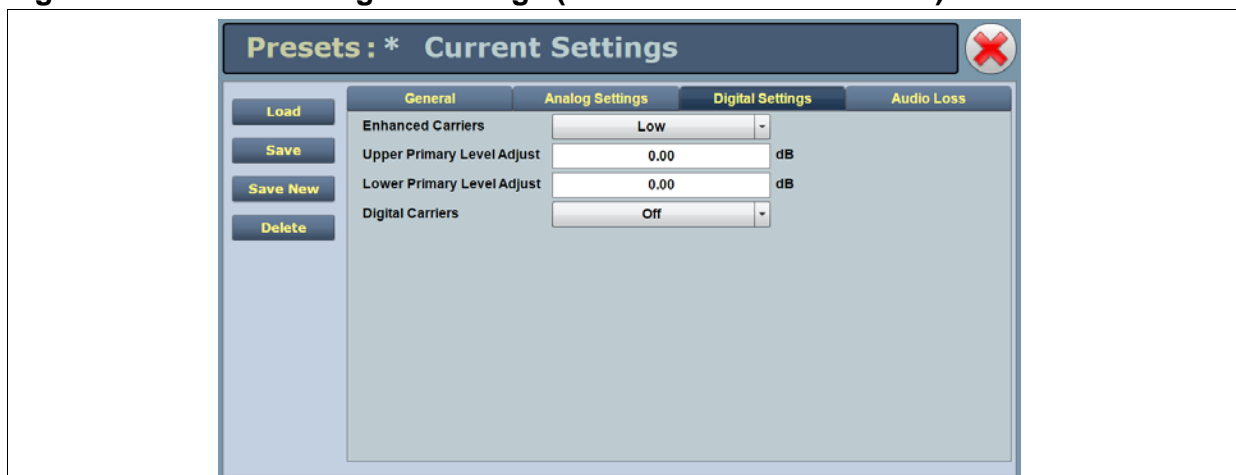 Presets:* Current Settings
General Analog Settings Digital Settings Audio Loss
Load
Save
Save New
Delete
Enhanced Carriers Low
Upper Primary Level Adjust 0.00 dB
Lower Primary Level Adjust 0.00 dB
Digital Carriers Off